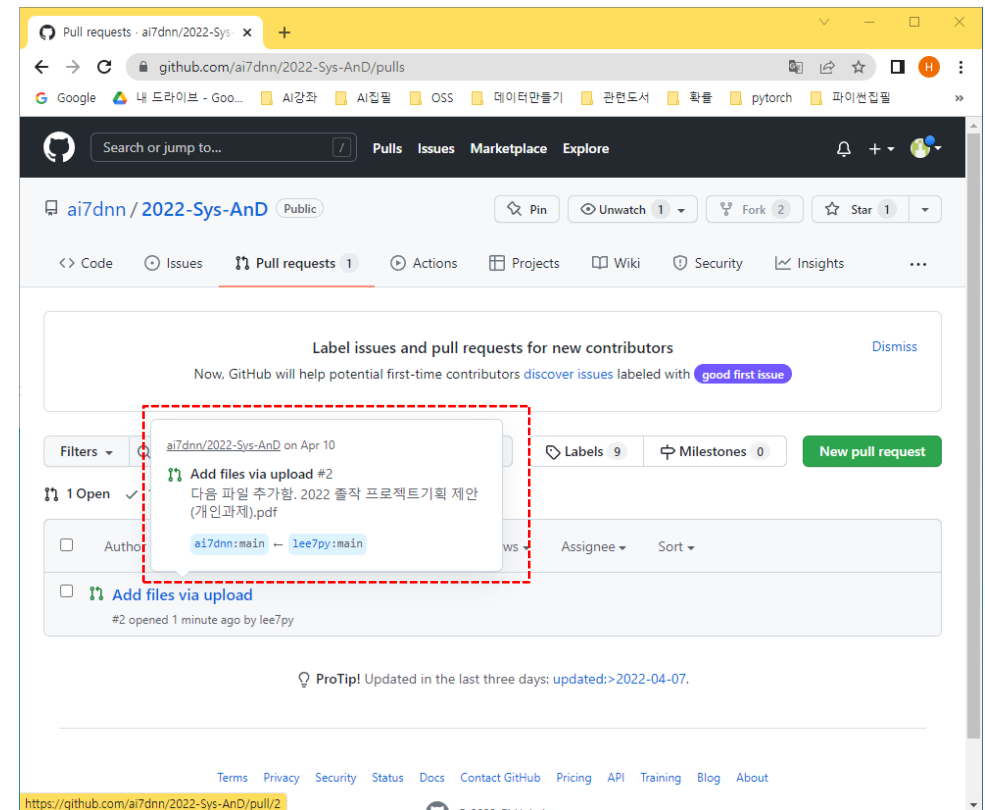 Pull requests · ai7dnn/2022-Sys-
github.com/ai7dnn/2022-Sys-AnD/pulls
H
Google 내 드라이브 - Goo... AI강좌 AI집필 OSS 데이터만들기 관련도서 확률 pytorch 파이썬집필 »
Search or jump to... / Pulls Issues Marketplace Explore
ai7dnn / 2022-Sys-AnD Public Pin Unwatch 1 Fork 2 Star 1
Code Issues Pull requests 1 Actions Projects Wiki Security Insights ...
Label issues and pull requests for new contributors Dismiss
Now, GitHub will help potential first-time contributors discover issues labeled with good first issue
ai7dnn/2022-Sys-AnD on Apr 10
Add files via upload #2
다음 파일 추가함. 2022 졸작 프로젝트기획 제안
(개인과제).pdf
ai7dnn:main ← lee7py:main
Filters Labels 9 Milestones 0 New pull request
1 Open
Assignee Sort
Add files via upload
#2 opened 1 minute ago by lee7py
ProTip! Updated in the last three days: updated:>2022-04-07.
Terms Privacy Security Status Docs Contact GitHub Pricing API Training Blog About
https://github.com/ai7dnn/2022-Sys-AnD/pull/2